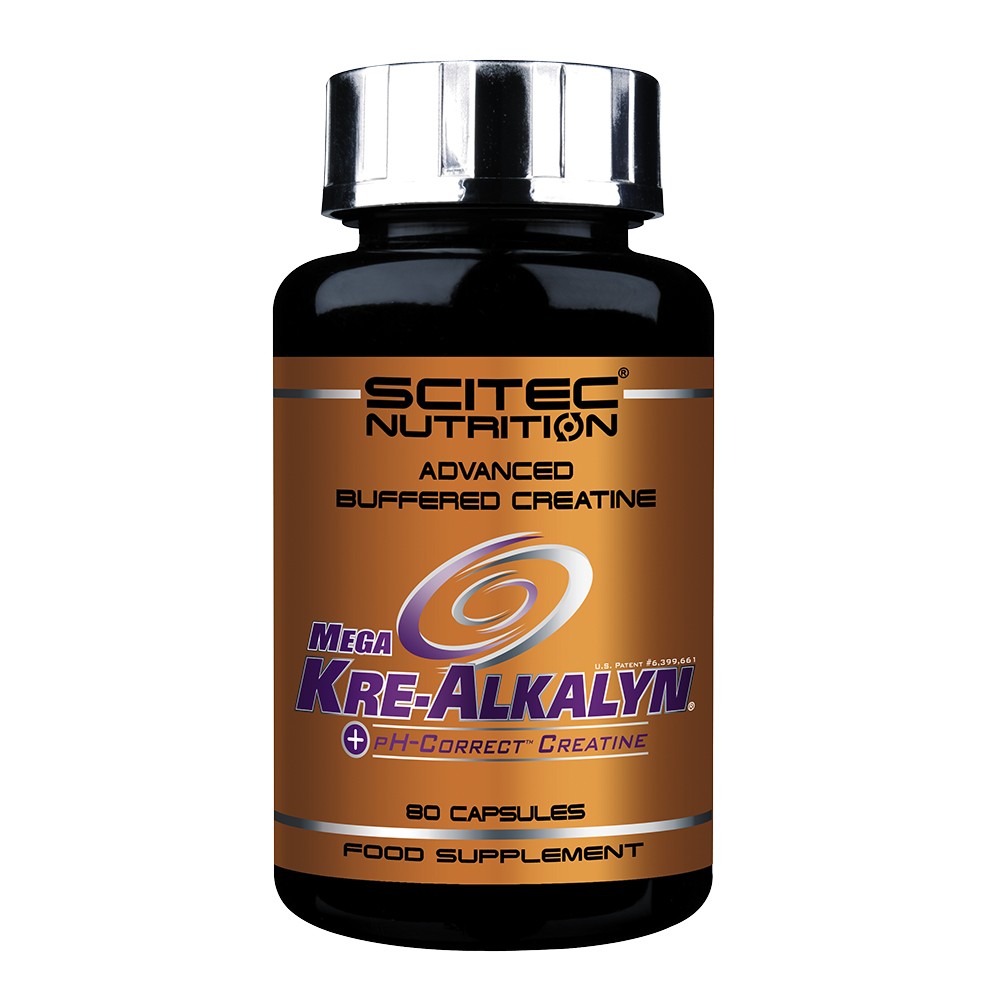 SCITEC®
NUTRITION
ADVANCED
BUFFERED CREATINE
MEGA
U.S. PATENT #6,399,661
KRE-ALKALYN®
+ pH-CORRECT™ CREATINE
80 CAPSULES
FOOD SUPPLEMENT